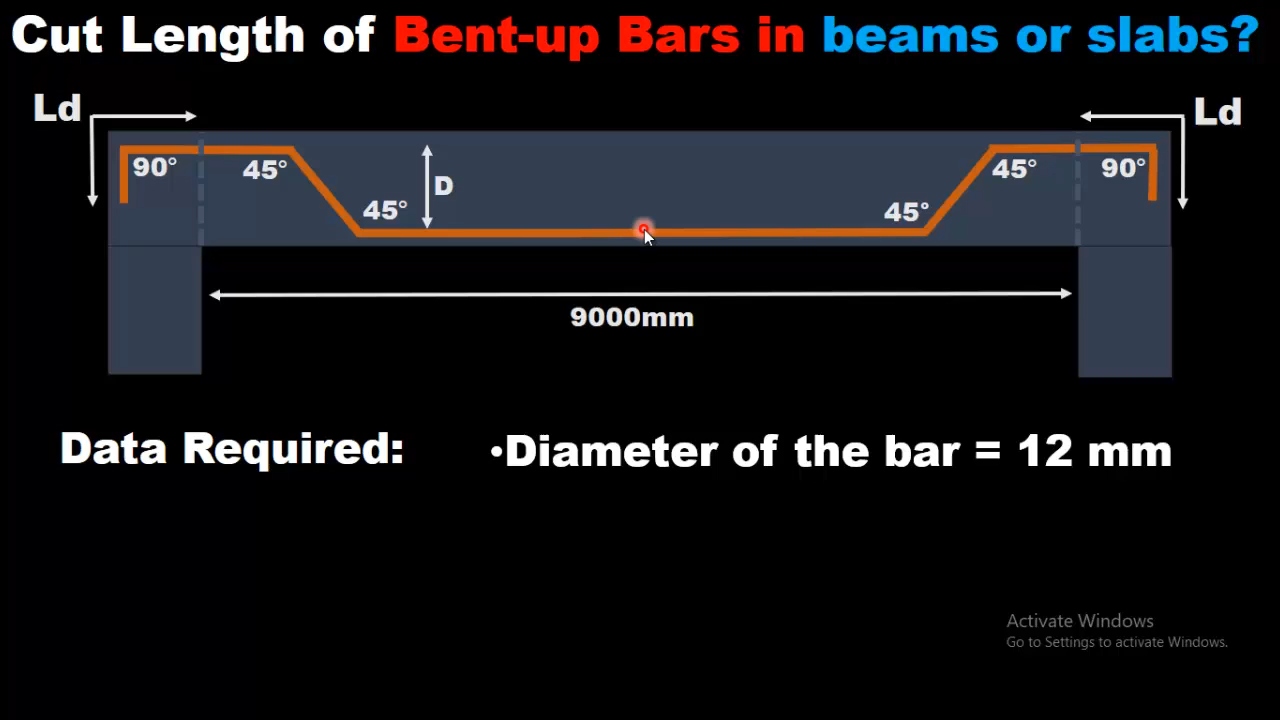 Cut Length of Bent-up Bars in beams or slabs?
Ld
Ld
90°
45°
D
45°
90°
45°
45°
9000mm
Data Required:
•Diameter of the bar = 12 mm
Activate Windows
Go to Settings to activate Windows.